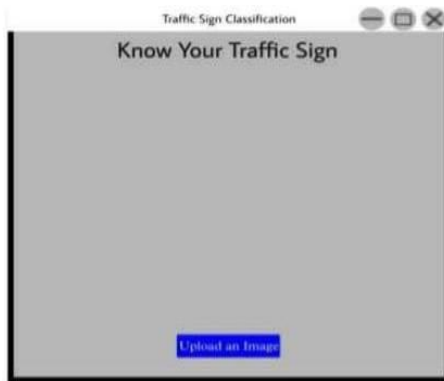 Traffic Sign Classification
Know Your Traffic Sign
Upload an Image